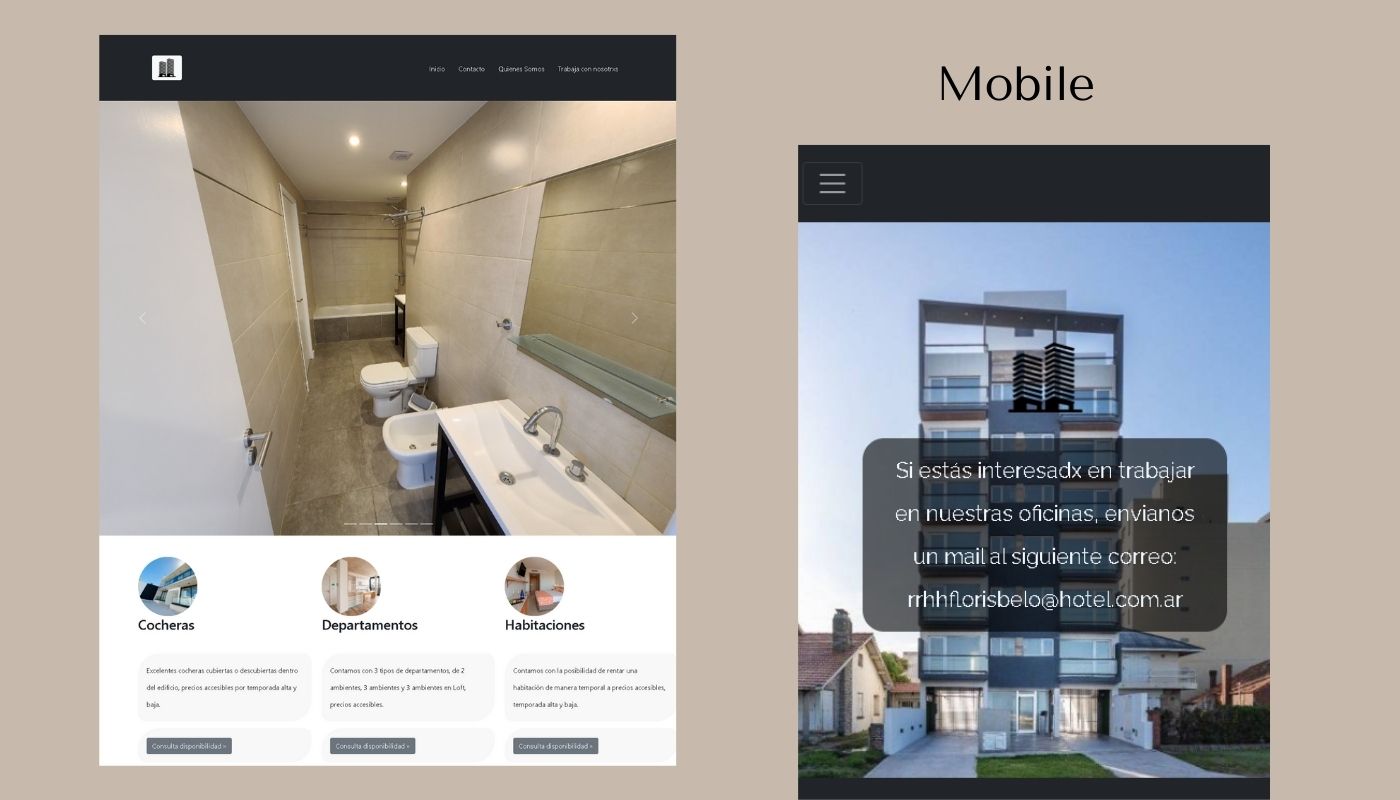 Inicio Contacto Quienes Somos Trabaja con nosotrxs
Cocheras
Excelentes cocheras cubiertas o descubiertas dentro
del edificio, precios accesibles por temporada alta y
baja.
Consulta disponibilidad »
Departamentos
Contamos con 3 tipos de departamentos, de 2
ambientes, 3 ambientes y 3 ambientes en Loft,
precios accesibles.
Consulta disponibilidad »
Habitaciones
Contamos con la posibilidad de rentar una
habitación de manera temporal a precios accesibles,
temporada alta y baja.
Consulta disponibilidad »
Mobile
Si estás interesadx en trabajar
en nuestras oficinas, envianos
un mail al siguiente correo:
rrhhflorisbelo@hotel.com.ar